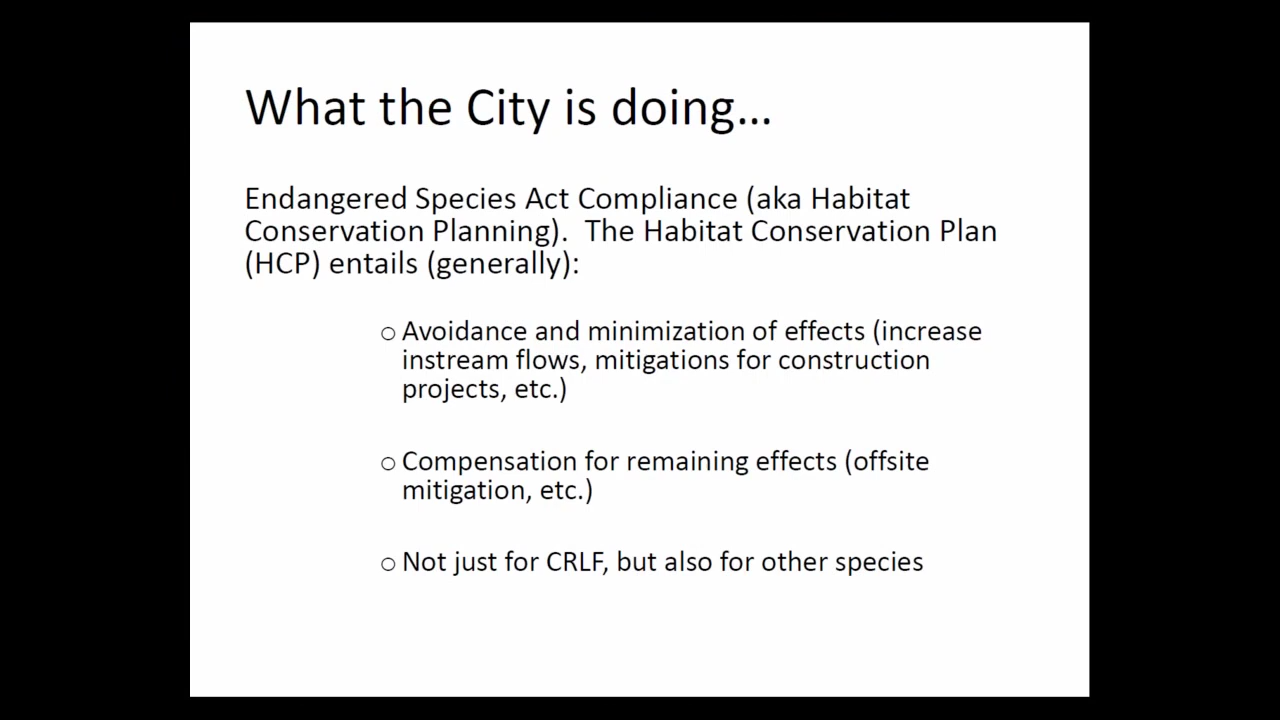 What the City is doing…
Endangered Species Act Compliance (aka Habitat
Conservation Planning).  The Habitat Conservation Plan
(HCP) entails (generally):
o Avoidance and minimization of effects (increase
instream flows, mitigations for construction
projects, etc.)
o Compensation for remaining effects (offsite
mitigation, etc.)
o Not just for CRLF, but also for other species